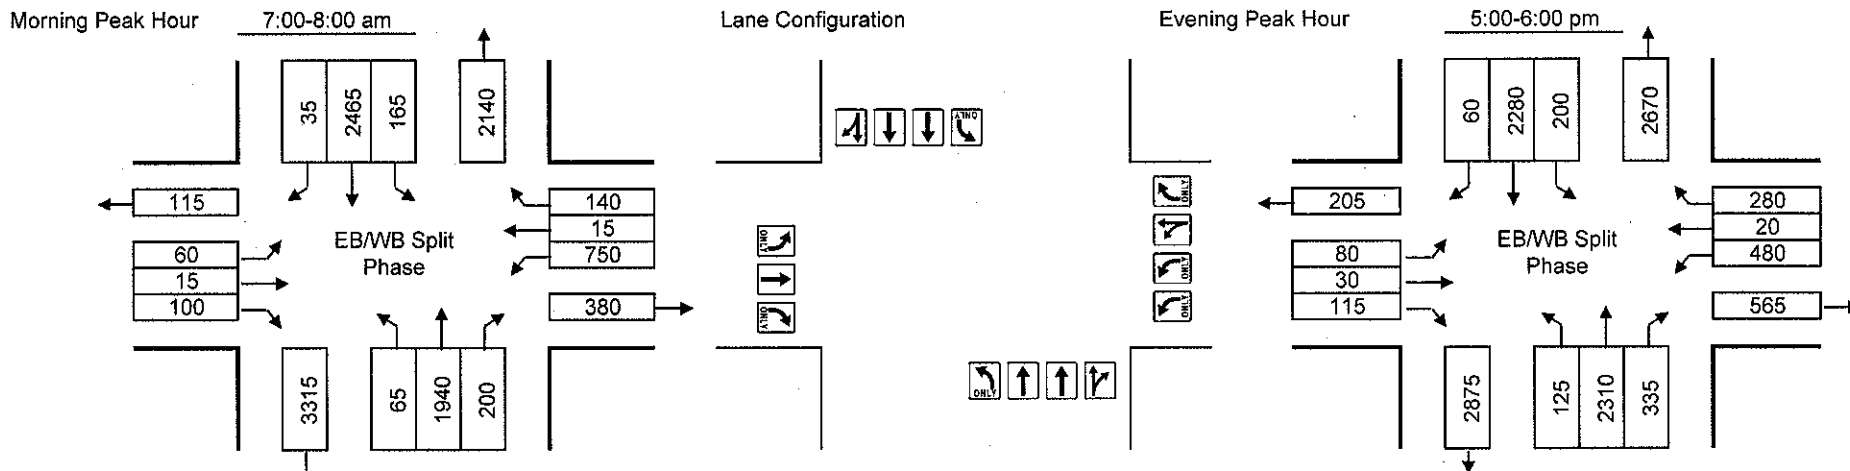 Morning Peak Hour 7:00-8:00 am
35 2465 165 2140
115
60
15
100
EB/WB Split
Phase
140
15
750
380
3315 65 1940 200
Lane Configuration
ONLY
ONLY
ONLY
ONLY
ONLY
ONLY
ONLY
Evening Peak Hour 5:00-6:00 pm
60 2280 200 2670
205
80
30
115
EB/WB Split
Phase
280
20
480
565
2875 125 2310 335